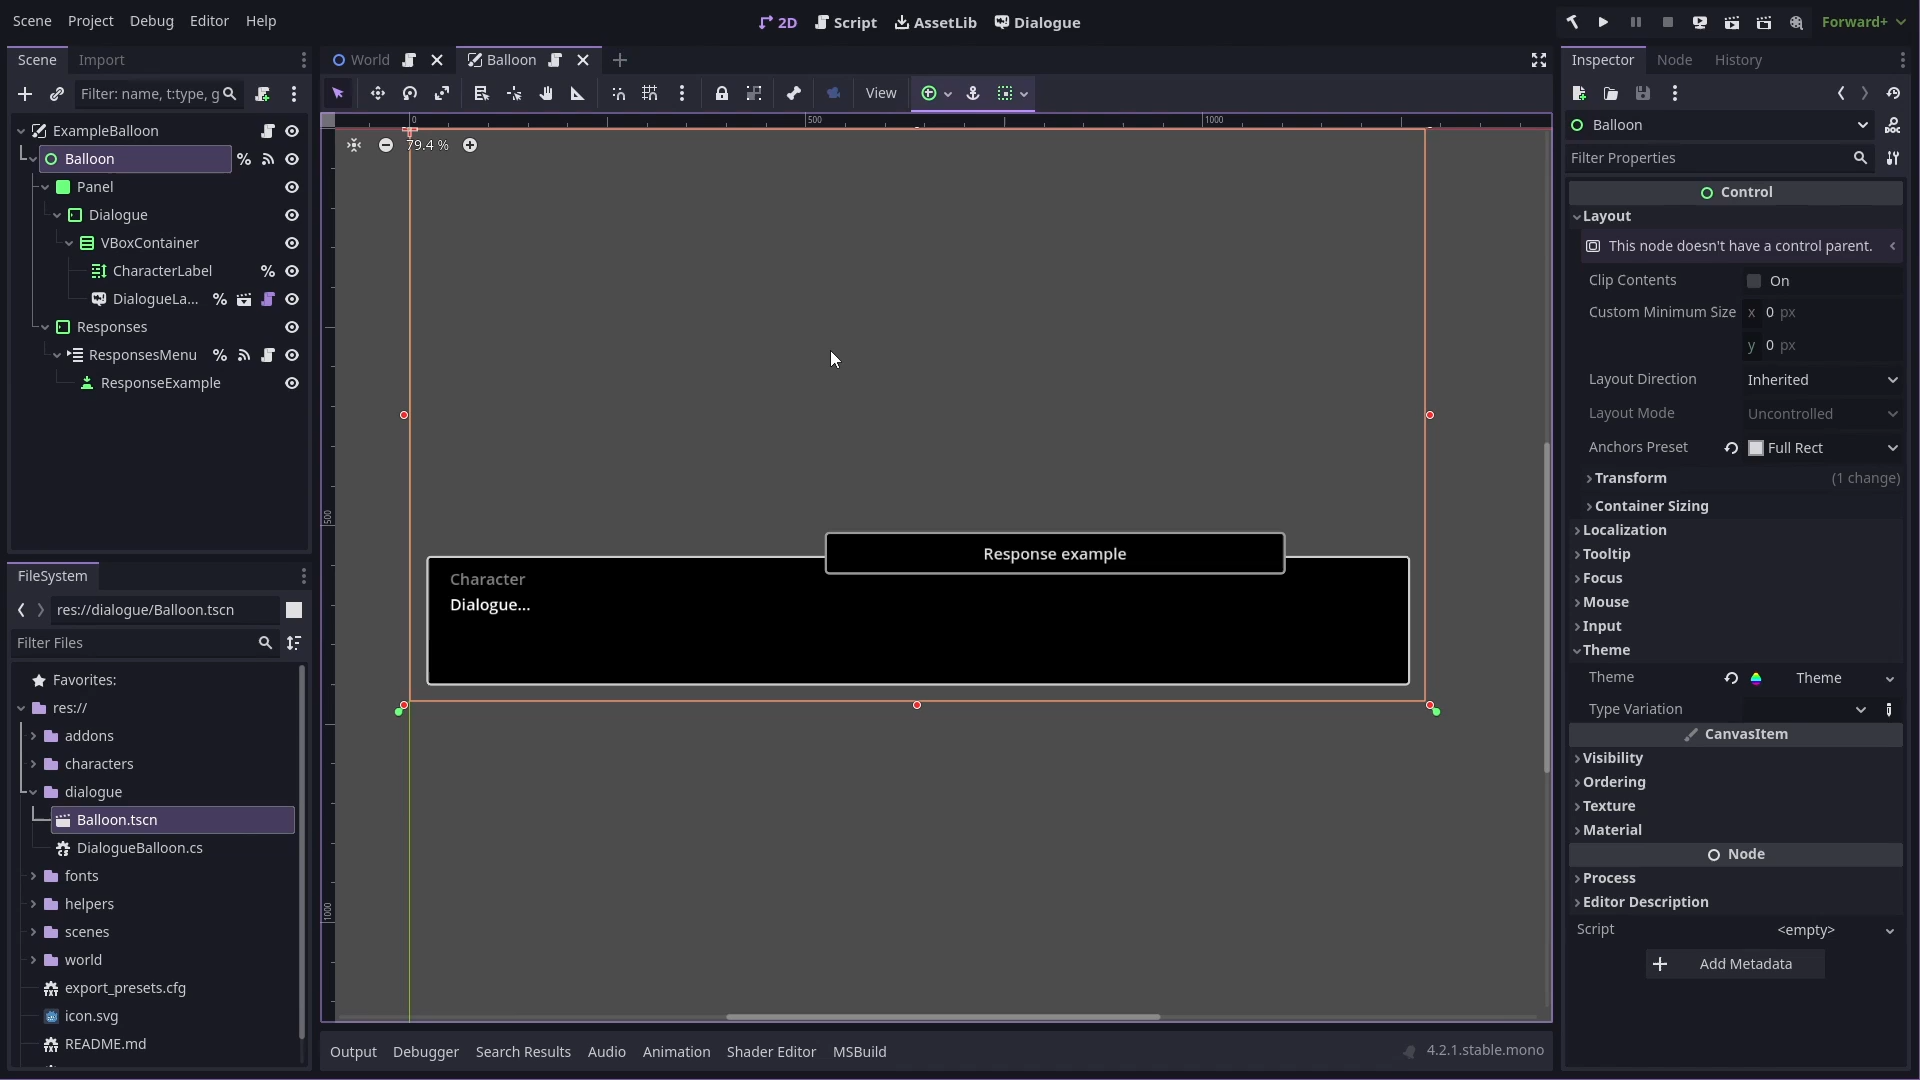 Scene Project Debug Editor Help
2D Script AssetLib Dialogue
Forward+
Scene Import
Filter: name, t:type, g
ExampleBalloon
Balloon
Panel
Dialogue
VBoxContainer
CharacterLabel
DialogueLa...
Responses
ResponsesMenu
ResponseExample
FileSystem
res://dialogue/Balloon.tscn
Filter Files
Favorites:
res://
addons
characters
dialogue
Balloon.tscn
DialogueBalloon.cs
fonts
helpers
scenes
world
export_presets.cfg
icon.svg
README.md
World Balloon
View
0 500 1000
79.4 %
500
1000
Response example
Character
Dialogue...
Output Debugger Search Results Audio Animation Shader Editor MSBuild
4.2.1.stable.mono
Inspector Node History
Balloon
Filter Properties
Control
Layout
This node doesn't have a control parent.
Clip Contents On
Custom Minimum Size x 0 px
y 0 px
Layout Direction Inherited
Layout Mode Uncontrolled
Anchors Preset Full Rect
Transform (1 change)
Container Sizing
Localization
Tooltip
Focus
Mouse
Input
Theme
Theme Theme
Type Variation
CanvasItem
Visibility
Ordering
Texture
Material
Node
Process
Editor Description
Script <empty>
Add Metadata